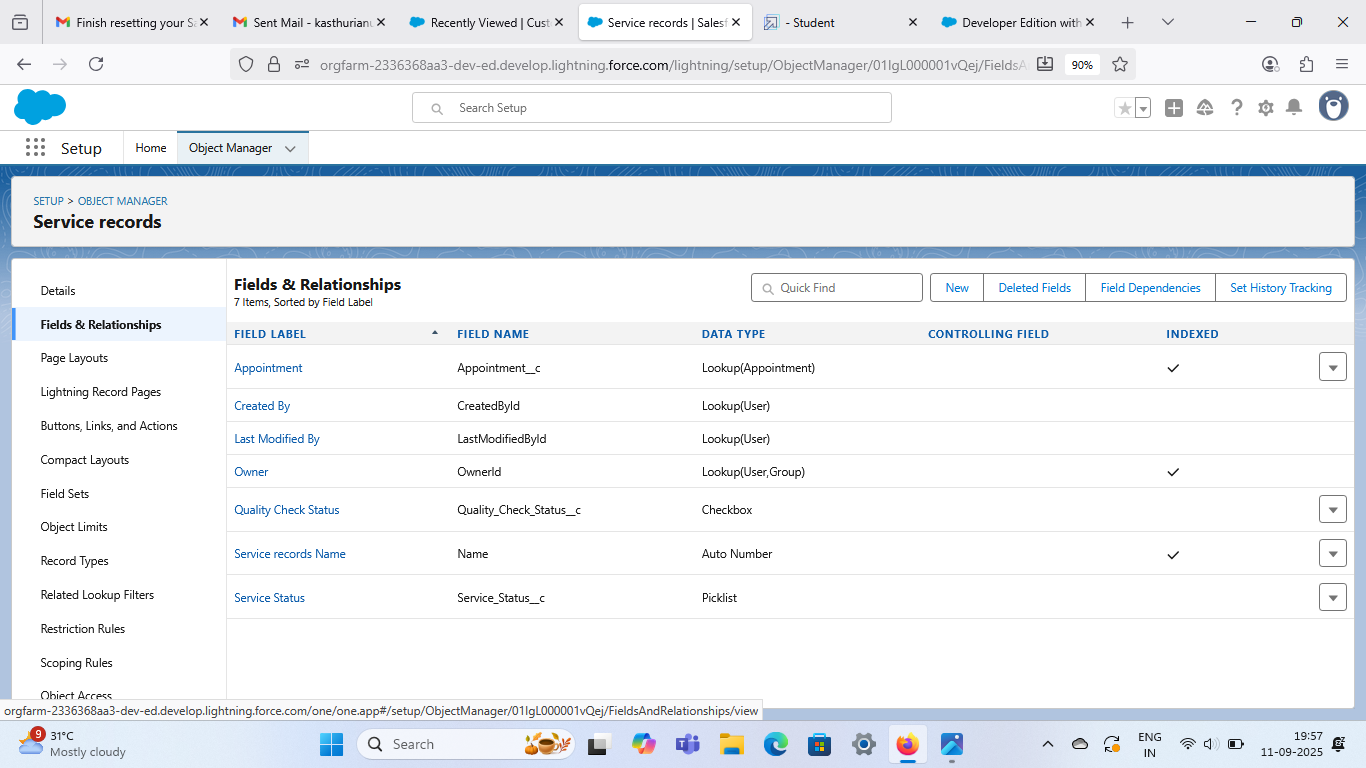 Finish resetting your Sa
Sent Mail - kasthurianu
Recently Viewed | Cust
Service records | Salesf
- Student
Developer Edition with
orgfarm-2336368aa3-dev-ed.develop.lightning.force.com/lightning/setup/ObjectManager/01IgL000001vQej/FieldsA
90%
Search Setup
Setup
Home
Object Manager
SETUP > OBJECT MANAGER
Service records
Details
Fields & Relationships
Page Layouts
Lightning Record Pages
Buttons, Links, and Actions
Compact Layouts
Field Sets
Object Limits
Record Types
Related Lookup Filters
Restriction Rules
Scoping Rules
Object Access
Fields & Relationships
7 Items, Sorted by Field Label
Quick Find
New
Deleted Fields
Field Dependencies
Set History Tracking
FIELD LABEL FIELD NAME DATA TYPE CONTROLLING FIELD INDEXED
Appointment Appointment__c Lookup(Appointment)
Created By CreatedById Lookup(User)
Last Modified By LastModifiedById Lookup(User)
Owner OwnerId Lookup(User,Group)
Quality Check Status Quality_Check_Status__c Checkbox
Service records Name Name Auto Number
Service Status Service_Status__c Picklist
orgfarm-2336368aa3-dev-ed.develop.lightning.force.com/one/one.app#/setup/ObjectManager/01IgL000001vQej/FieldsAndRelationships/view
9
31°C
Mostly cloudy
Search
ENG
IN
19:57
11-09-2025